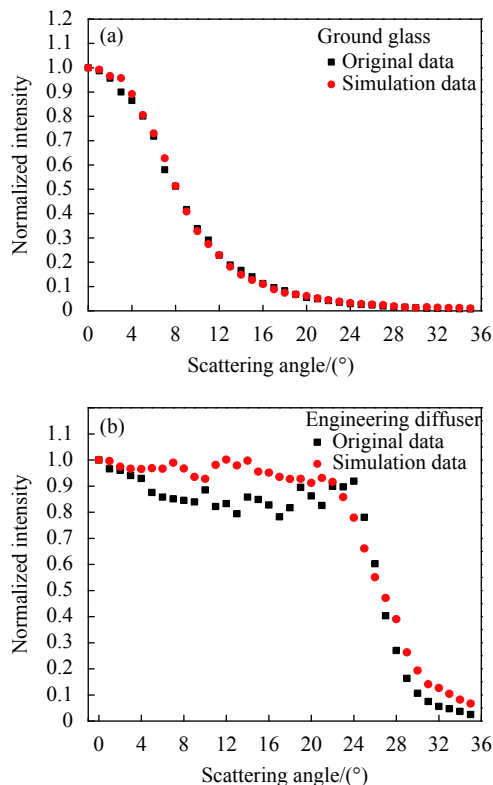 1.2
(a)
Ground glass
1.1
Original data
1.0
Simulation data
0.9
0.8
0.7
0.6
0.5
0.4
0.3
0.2
0.1
0
Normalized intensity
0 4 8 12 16 20 24 28 32 36
Scattering angle/(°)
(b)
Engineering diffuser
1.1
Original data
1.0
Simulation data
0.9
0.8
0.7
0.6
0.5
0.4
0.3
0.2
0.1
0
Normalized intensity
0 4 8 12 16 20 24 28 32 36
Scattering angle/(°)